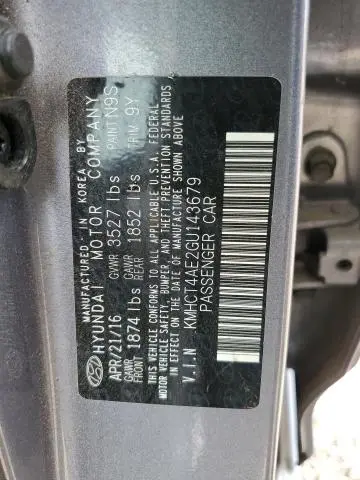 MANUFACTURED IN KOREA BY
HYUNDAI MOTOR COMPANY
APR/21/16 GVWR 3527 lbs PAINT N9S
GAWR FRONT 1874 lbs GAWR REAR 1852 lbs TRIM 9Y
THIS VEHICLE CONFORMS TO ALL APPLICABLE U.S.A. FEDERAL
MOTOR VEHICLE SAFETY, BUMPER, AND THEFT PREVENTION STANDARDS
IN EFFECT ON THE DATE OF MANUFACTURE SHOWN ABOVE
V.I.N KMHCT4AE2GU143679
PASSENGER CAR